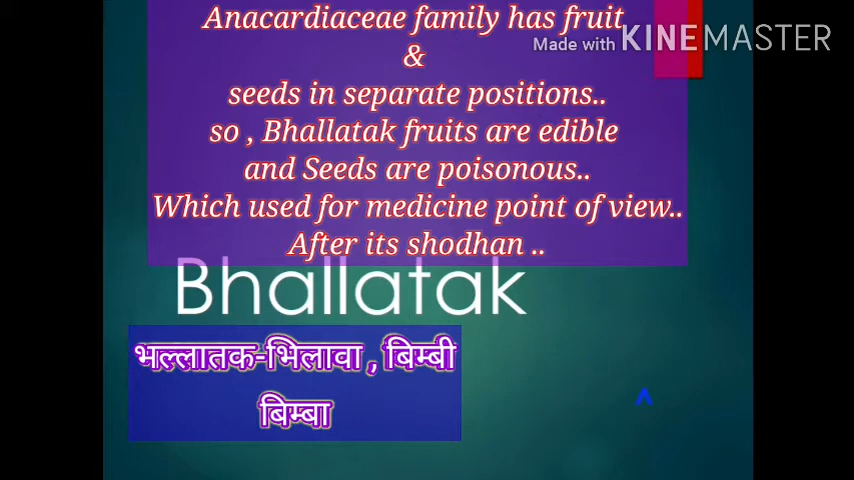 Anacardiaceae family has fruit
Made with KINEMASTER
&
seeds in separate positions..
so , Bhallatak fruits are edible
and Seeds are poisonous..
Which used for medicine point of view..
After its shodhan ..
Bhallatak
भल्लातक-भिलावा , बिम्बी
बिम्बा
^